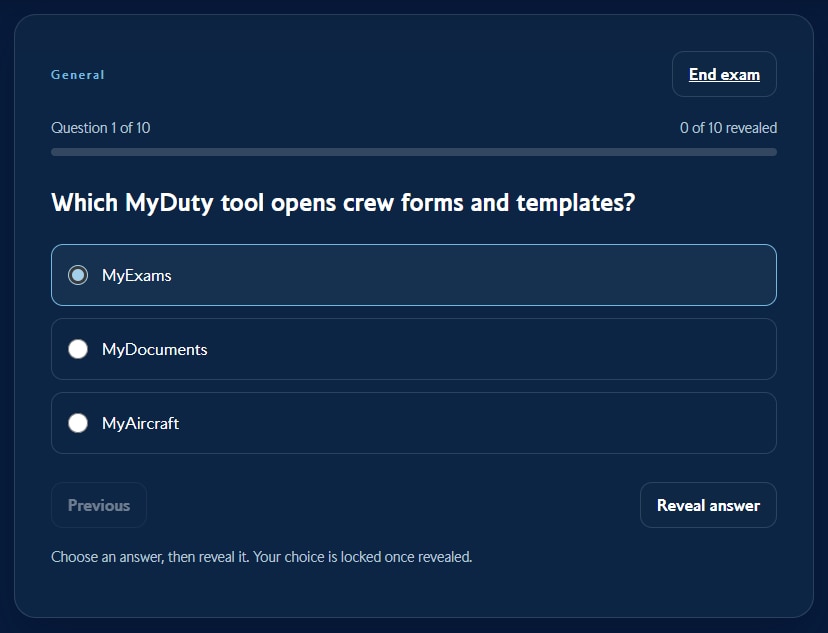 General
End exam
Question 1 of 10
0 of 10 revealed
Which MyDuty tool opens crew forms and templates?
MyExams
MyDocuments
MyAircraft
Previous
Reveal answer
Choose an answer, then reveal it. Your choice is locked once revealed.